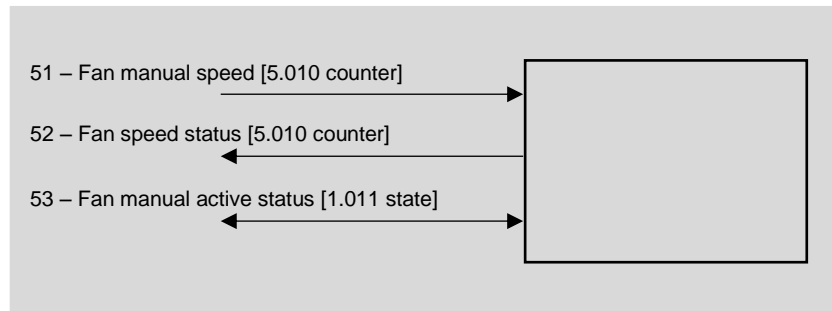 51 – Fan manual speed [5.010 counter]
52 – Fan speed status [5.010 counter]
53 – Fan manual active status [1.011 state]